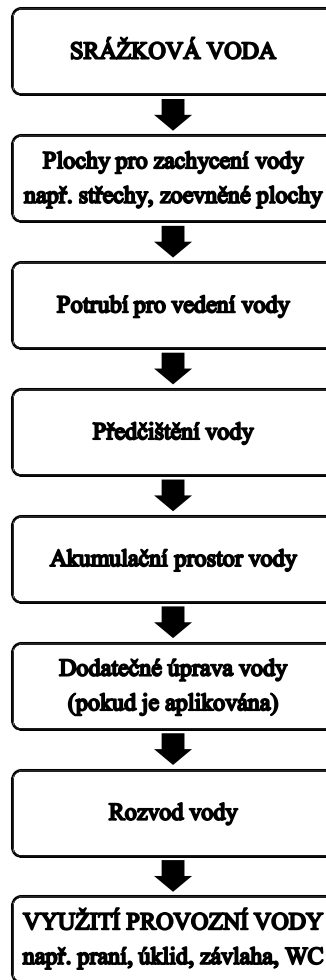 SRÁŽKOVÁ VODA
Plochy pro zachycení vody
např. střechy, zoevněné plochy
Potrubí pro vedení vody
Předčištění vody
Akumulační prostor vody
Dodatečné úprava vody
(pokud je aplikována)
Rozvod vody
VYUŽITÍ PROVOZNÍ VODY
např. praní, úklid, závlaha, WC